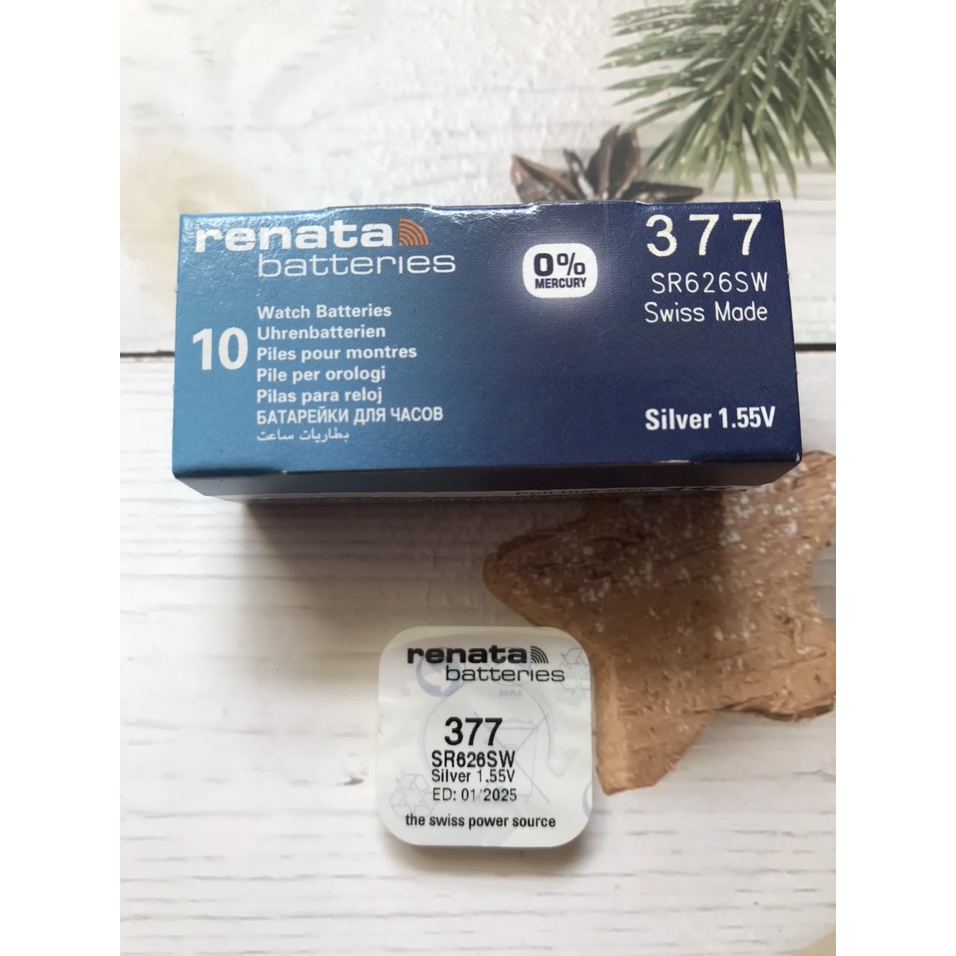 renata
batteries
0%
MERCURY
377
SR626SW
Swiss Made
10
Watch Batteries
Uhrenbatterien
Piles pour montres
Pile per orologi
Pilas para reloj
БАТАРЕЙКИ ДЛЯ ЧАСОВ
بطاريات ساعت
Silver 1.55V
renata
batteries
377
SR626SW
Silver 1.55V
ED: 01/2025
the swiss power source